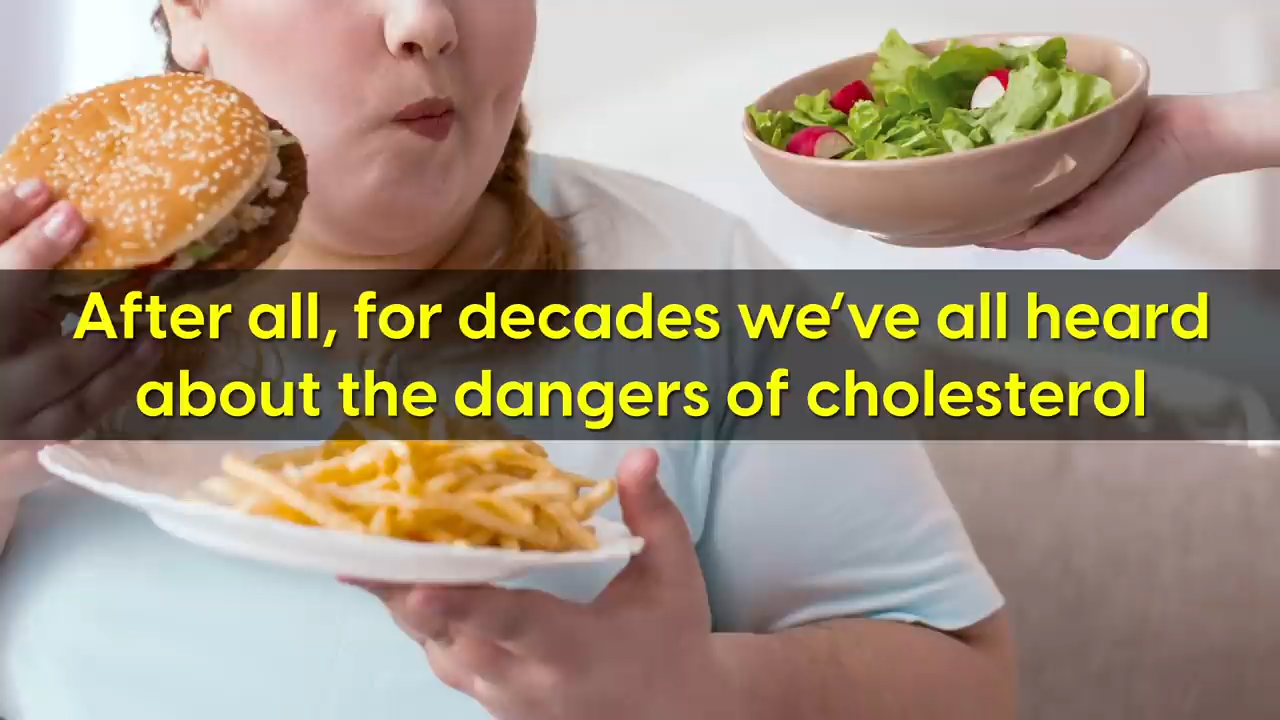 After all, for decades we‘ve all heard
about the dangers of cholesterol